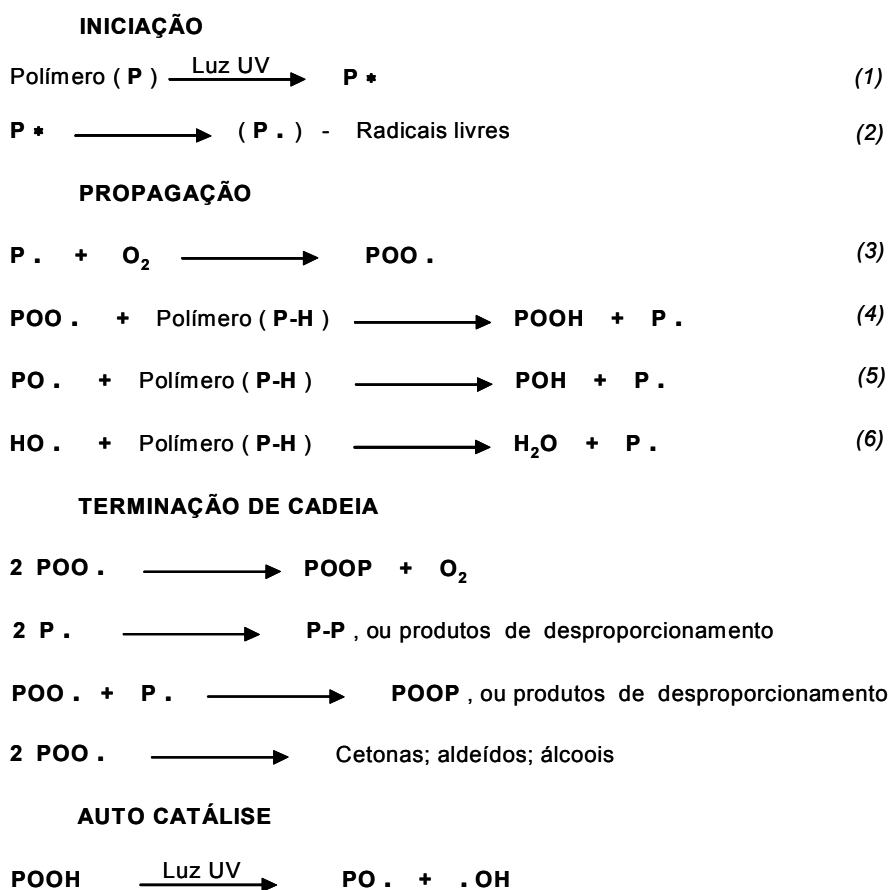 INICIAÇÃO
Polímero ( P ) Luz UV P * (1)
P * ( P . ) - Radicais livres (2)
PROPAGAÇÃO
P . + O2 POO . (3)
POO . + Polímero ( P-H ) POOH + P . (4)
PO . + Polímero ( P-H ) POH + P . (5)
HO . + Polímero ( P-H ) H2O + P . (6)
TERMINAÇÃO DE CADEIA
2 POO . POOP + O2
2 P . P-P , ou produtos de desproporcionamento
POO . + P . POOP , ou produtos de desproporcionamento
2 POO . Cetonas; aldeídos; álcoois
AUTO CATÁLISE
POOH Luz UV PO . + . OH